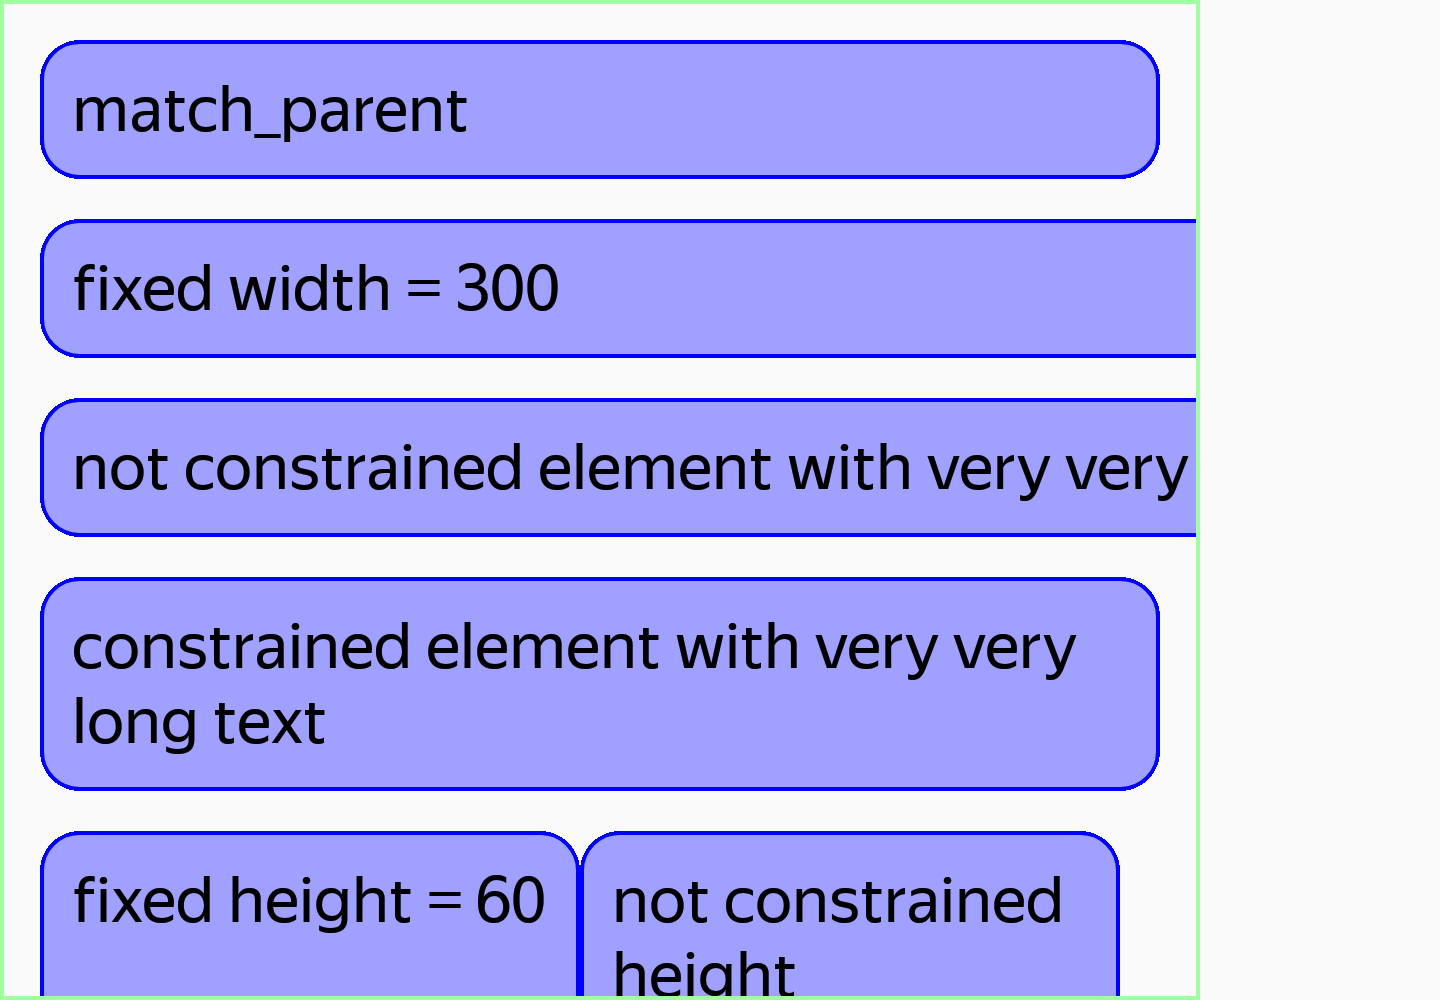 match_parent
fixed width = 300
not constrained element with very very
constrained element with very very
long text
fixed height = 60
not constrained
height